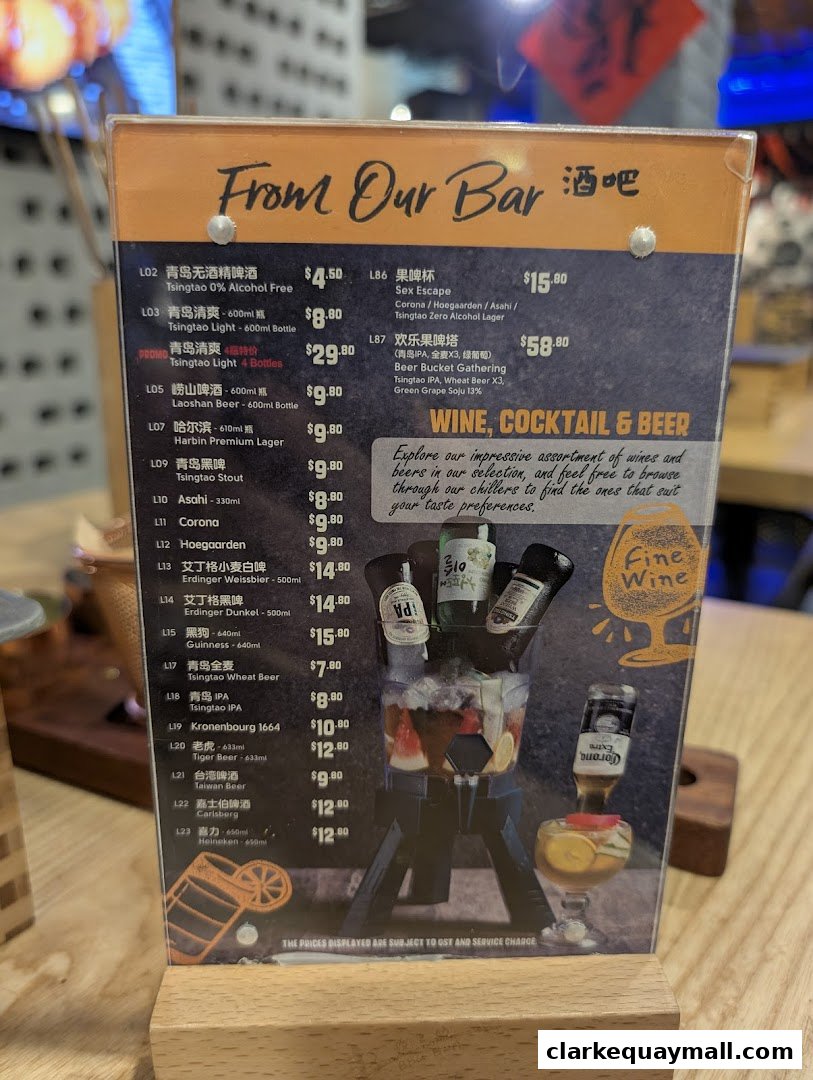 From Our Bar 酒吧
L02 青岛无酒精啤酒 $4.50
Tsingtao 0% Alcohol Free
L03 青岛清爽 - 600ml 瓶 $8.80
Tsingtao Light - 600ml Bottle
PROMO 青岛清爽 4瓶特价 $29.80
Tsingtao Light 4 Bottles
L05 崂山啤酒 - 600ml 瓶 $9.80
Laoshan Beer - 600ml Bottle
L07 哈尔滨 - 610ml 瓶 $9.80
Harbin Premium Lager
L09 青岛黑啤 $9.80
Tsingtao Stout
L10 Asahi - 330ml $8.80
L11 Corona $9.80
L12 Hoegaarden $9.80
L13 艾丁格小麦白啤 $14.80
Erdinger Weissbier - 500ml
L14 艾丁格黑啤 $14.80
Erdinger Dunkel - 500ml
L15 黑狗 - 640ml $15.80
Guinness - 640ml
L17 青岛全麦 $7.80
Tsingtao Wheat Beer
L18 青岛 IPA $8.80
Tsingtao IPA
L19 Kronenbourg 1664 $10.80
L20 老虎 - 633ml $12.80
Tiger Beer - 633ml
L21 台湾啤酒 $9.80
Taiwan Beer
L22 嘉士伯啤酒 $12.80
Carlsberg
L23 喜力 - 650ml $12.80
Heineken - 650ml
L86 果啤杯 $15.80
Sex Escape
Corona / Hoegaarden / Asahi /
Tsingtao Zero Alcohol Lager
L87 欢乐果啤塔 $58.80
(青岛IPA, 全麦X3, 绿葡萄)
Beer Bucket Gathering
Tsingtao IPA, Wheat Beer X3,
Green Grape Soju 13%
WINE, COCKTAIL & BEER
Explore our impressive assortment of wines and
beers in our selection, and feel free to browse
through our chillers to find the ones that suit
your taste preferences.
Fine
Wine
IPA
Corona
Extra
THE PRICES DISPLAYED ARE SUBJECT TO GST AND SERVICE CHARGE.
clarkequaymall.com